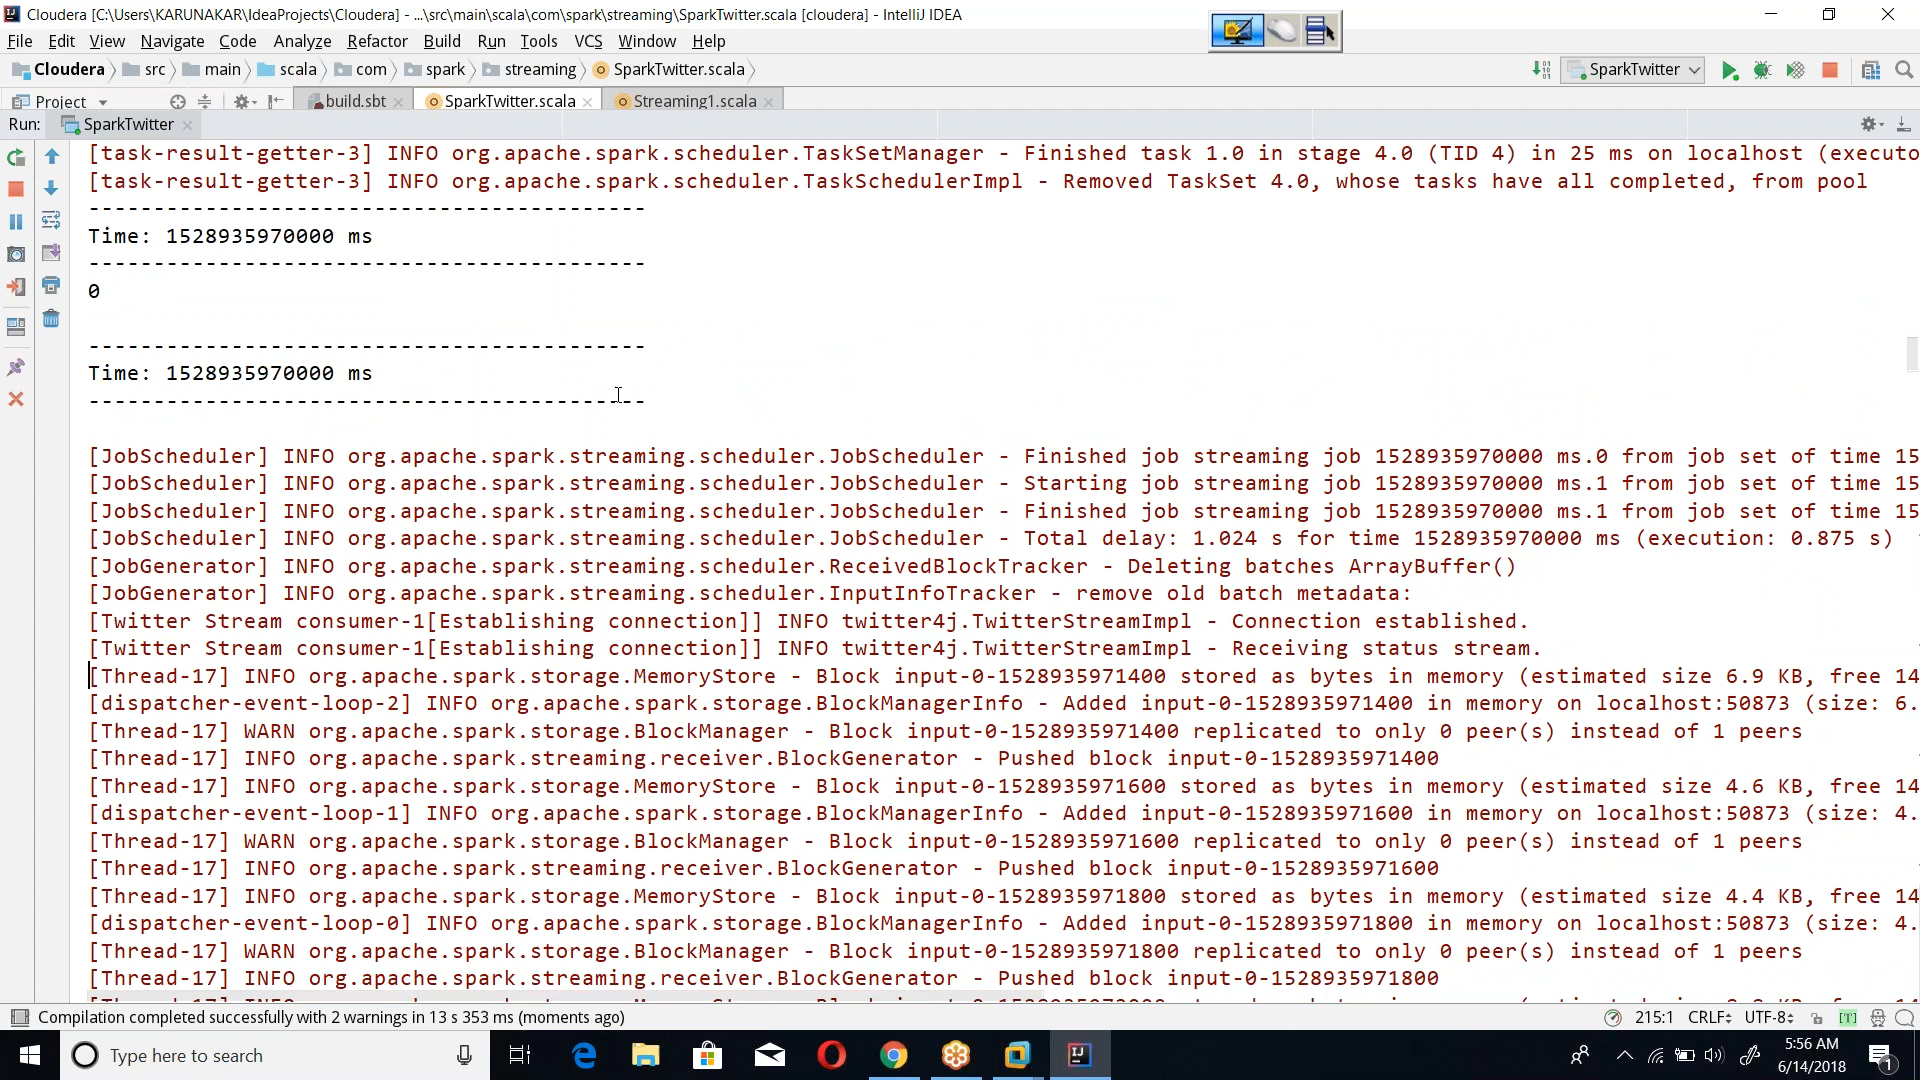 Cloudera [C:\Users\KARUNAKAR\IdeaProjects\Cloudera] - ...\src\main\scala\com\spark\streaming\SparkTwitter.scala [cloudera] - IntelliJ IDEA
File Edit View Navigate Code Analyze Refactor Build Run Tools VCS Window Help
Cloudera src main scala com spark streaming SparkTwitter.scala SparkTwitter
Project build.sbt SparkTwitter.scala Streaming1.scala
Run: SparkTwitter
[task-result-getter-3] INFO org.apache.spark.scheduler.TaskSetManager - Finished task 1.0 in stage 4.0 (TID 4) in 25 ms on localhost (executo
[task-result-getter-3] INFO org.apache.spark.scheduler.TaskSchedulerImpl - Removed TaskSet 4.0, whose tasks have all completed, from pool
-------------------------------------------
Time: 1528935970000 ms
-------------------------------------------
0
-------------------------------------------
Time: 1528935970000 ms
-------------------------------------------
[JobScheduler] INFO org.apache.spark.streaming.scheduler.JobScheduler - Finished job streaming job 1528935970000 ms.0 from job set of time 15
[JobScheduler] INFO org.apache.spark.streaming.scheduler.JobScheduler - Starting job streaming job 1528935970000 ms.1 from job set of time 15
[JobScheduler] INFO org.apache.spark.streaming.scheduler.JobScheduler - Finished job streaming job 1528935970000 ms.1 from job set of time 15
[JobScheduler] INFO org.apache.spark.streaming.scheduler.JobScheduler - Total delay: 1.024 s for time 1528935970000 ms (execution: 0.875 s)
[JobGenerator] INFO org.apache.spark.streaming.scheduler.ReceivedBlockTracker - Deleting batches ArrayBuffer()
[JobGenerator] INFO org.apache.spark.streaming.scheduler.InputInfoTracker - remove old batch metadata:
[Twitter Stream consumer-1[Establishing connection]] INFO twitter4j.TwitterStreamImpl - Connection established.
[Twitter Stream consumer-1[Establishing connection]] INFO twitter4j.TwitterStreamImpl - Receiving status stream.
[Thread-17] INFO org.apache.spark.storage.MemoryStore - Block input-0-1528935971400 stored as bytes in memory (estimated size 6.9 KB, free 14
[dispatcher-event-loop-2] INFO org.apache.spark.storage.BlockManagerInfo - Added input-0-1528935971400 in memory on localhost:50873 (size: 6.
[Thread-17] WARN org.apache.spark.storage.BlockManager - Block input-0-1528935971400 replicated to only 0 peer(s) instead of 1 peers
[Thread-17] INFO org.apache.spark.streaming.receiver.BlockGenerator - Pushed block input-0-1528935971400
[Thread-17] INFO org.apache.spark.storage.MemoryStore - Block input-0-1528935971600 stored as bytes in memory (estimated size 4.6 KB, free 14
[dispatcher-event-loop-1] INFO org.apache.spark.storage.BlockManagerInfo - Added input-0-1528935971600 in memory on localhost:50873 (size: 4.
[Thread-17] WARN org.apache.spark.storage.BlockManager - Block input-0-1528935971600 replicated to only 0 peer(s) instead of 1 peers
[Thread-17] INFO org.apache.spark.streaming.receiver.BlockGenerator - Pushed block input-0-1528935971600
[Thread-17] INFO org.apache.spark.storage.MemoryStore - Block input-0-1528935971800 stored as bytes in memory (estimated size 4.4 KB, free 14
[dispatcher-event-loop-0] INFO org.apache.spark.storage.BlockManagerInfo - Added input-0-1528935971800 in memory on localhost:50873 (size: 4.
[Thread-17] WARN org.apache.spark.storage.BlockManager - Block input-0-1528935971800 replicated to only 0 peer(s) instead of 1 peers
[Thread-17] INFO org.apache.spark.streaming.receiver.BlockGenerator - Pushed block input-0-1528935971800
Compilation completed successfully with 2 warnings in 13 s 353 ms (moments ago) 215:1 CRLF UTF-8 [T]
Type here to search
5:56 AM
6/14/2018
1